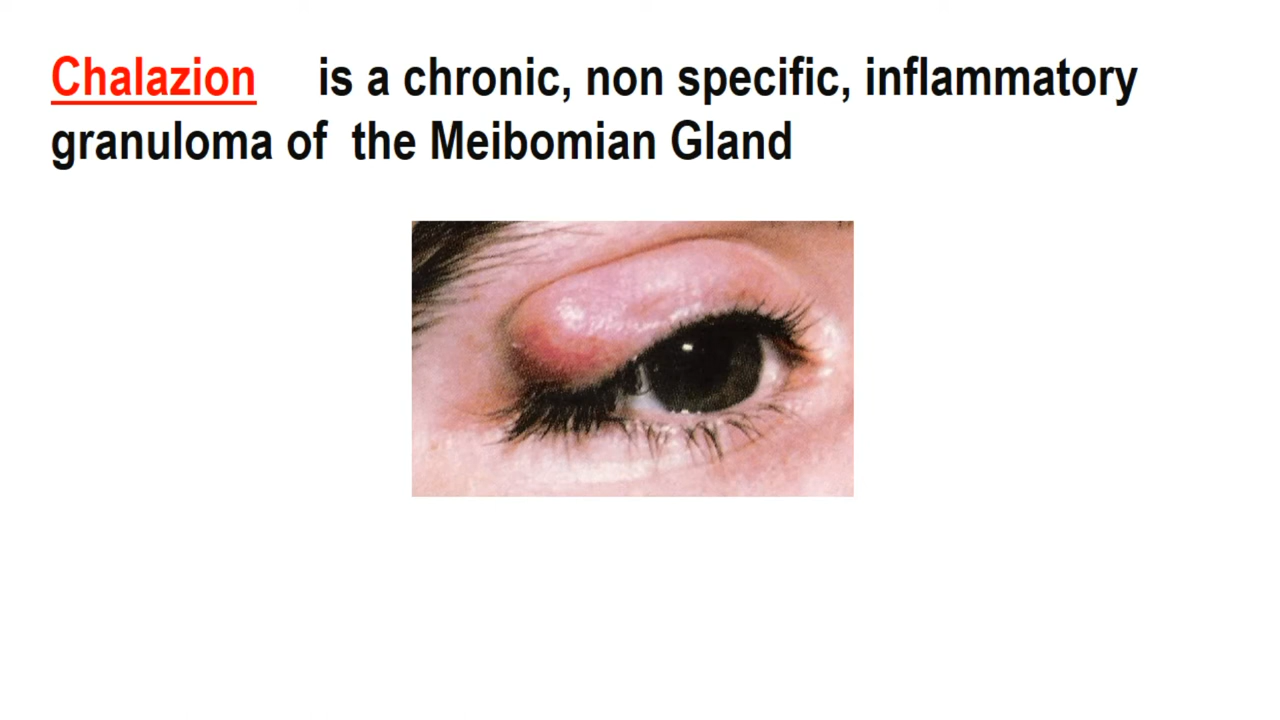 Chalazion is a chronic, non specific, inflammatory
granuloma of the Meibomian Gland